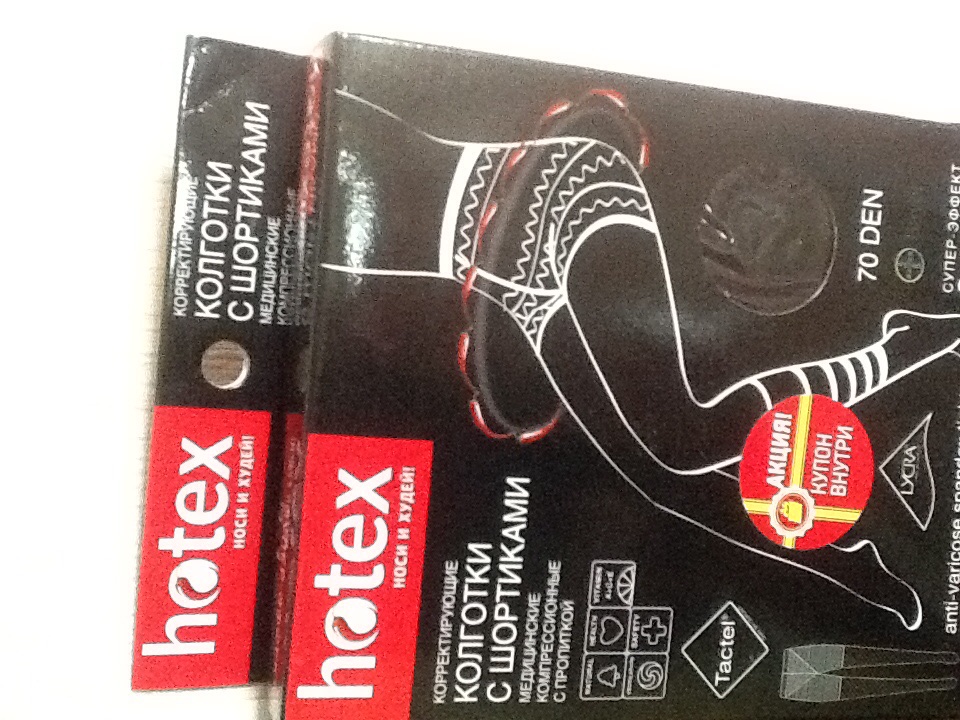 КОРРЕКТИРУЮЩИЕ
КОЛГОТКИ
С ШОРТИКАМИ
МЕДИЦИНСКИЕ
КОМПРЕССИОННЫЕ
hotex
НОСИ И ХУДЕЙ!
hotex
НОСИ И ХУДЕЙ!
КОРРЕКТИРУЮЩИЕ
КОЛГОТКИ
С ШОРТИКАМИ
МЕДИЦИНСКИЕ
КОМПРЕССИОННЫЕ
С ПРОПИТКОЙ
Tactel
АКЦИЯ!
КУПОН
ВНУТРИ
LYCRA
70 DEN
СУПЕР-ЭФФЕКТ
anti-varicose